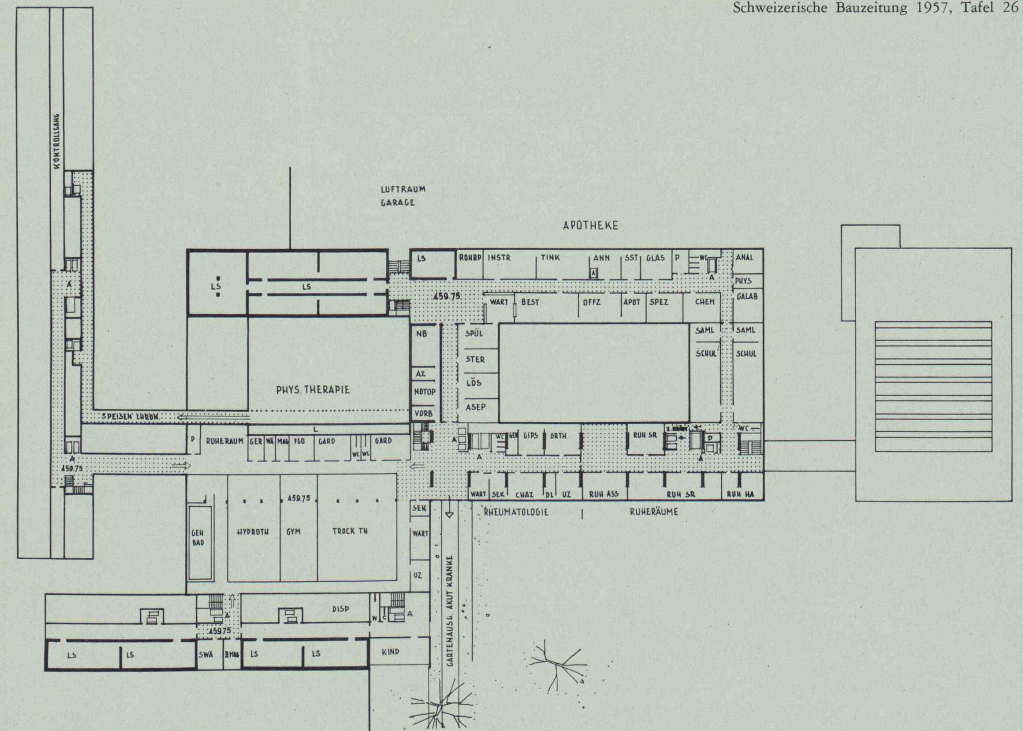 Schweizerische Bauzeitung 1957, Tafel 26
KONTROLLGANG
LUFTRAUM
GARAGE
APOTHEKE
LS
ROHRP
INSTR
TINK
ANN
SST
GLAS
P
WC
ANAL
A
A
PHYS
GALAB
LS
LS
459.75
WART
BEST
OFFZ
APOT
SPEZ
CHEM
A
NB
SPÜL
SAML
SAML
STER
SCHUL
SCHUL
AZ
LÖS
NOTOP
VORB
ASEP
PHYS. THERAPIE
SPEISEN CHRON.
L
P
RUHERAUM
GER
WÄ
MAG
FGB
GARD
WC
WC
GARD
A
A
WC
GIPS
ORTH
RUH SR
D
A
WC
A
459.75
WART
SEK
CHAZ
DL
UZ
RUH ASS
RUH SR
RUH HA
RHEUMATOLOGIE
RUHERÄUME
SEK
WART
UZ
GEH
BAD
HYDROTH
459.75
GYM
TROCK TH
GARTENAUSG. AKUT KRANKE
DISP
W
C
A
A
459.75
LS
LS
SWÄ
LS
LS
KIND